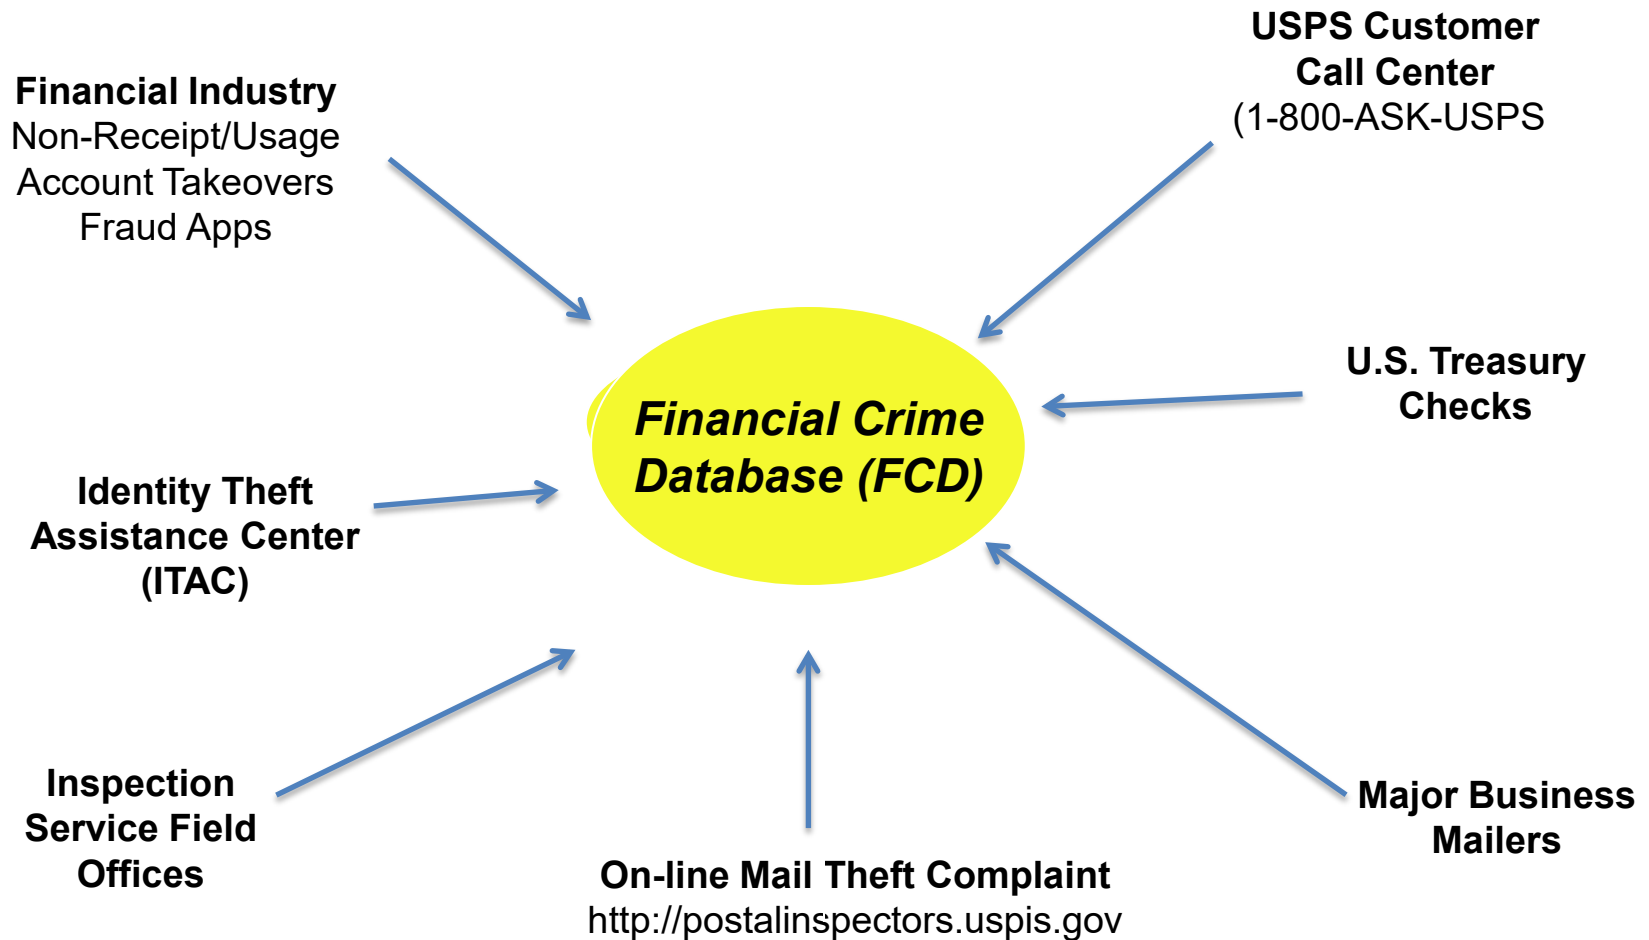 USPS Customer
Call Center
(1-800-ASK-USPS
Financial Industry
Non-Receipt/Usage
Account Takeovers
Fraud Apps
U.S. Treasury
Checks
Financial Crime
Database (FCD)
Identity Theft
Assistance Center
(ITAC)
Inspection
Service Field
Offices
Major Business
Mailers
On-line Mail Theft Complaint
http://postalinspectors.uspis.gov